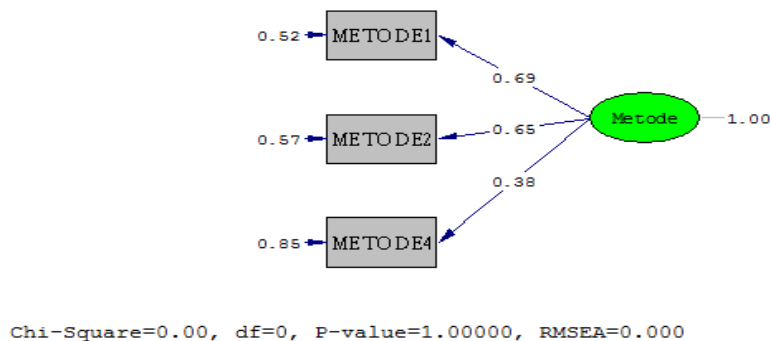 0.52 METODE1
0.69
Metode 1.00
0.65
0.57 METODE2
0.38
0.85 METODE4
Chi-Square=0.00, df=0, P-value=1.00000, RMSEA=0.000